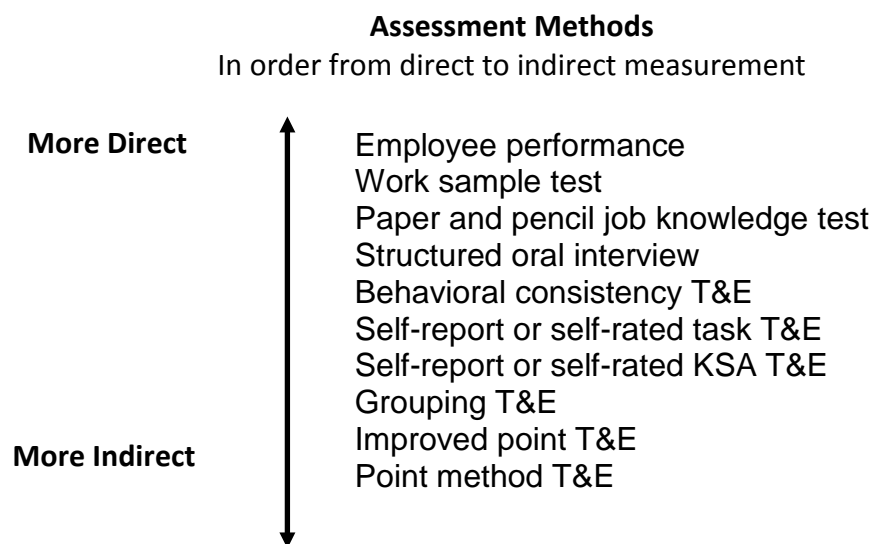 Assessment Methods
In order from direct to indirect measurement
More Direct
Employee performance
Work sample test
Paper and pencil job knowledge test
Structured oral interview
Behavioral consistency T&E
Self-report or self-rated task T&E
Self-report or self-rated KSA T&E
Grouping T&E
Improved point T&E
More Indirect
Point method T&E